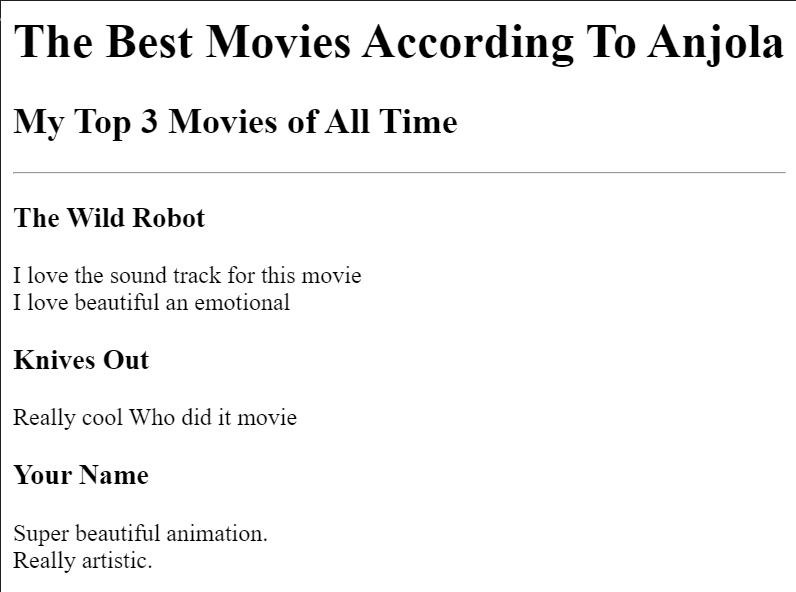 The Best Movies According To Anjola
My Top 3 Movies of All Time
The Wild Robot
I love the sound track for this movie
I love beautiful an emotional
Knives Out
Really cool Who did it movie
Your Name
Super beautiful animation.
Really artistic.